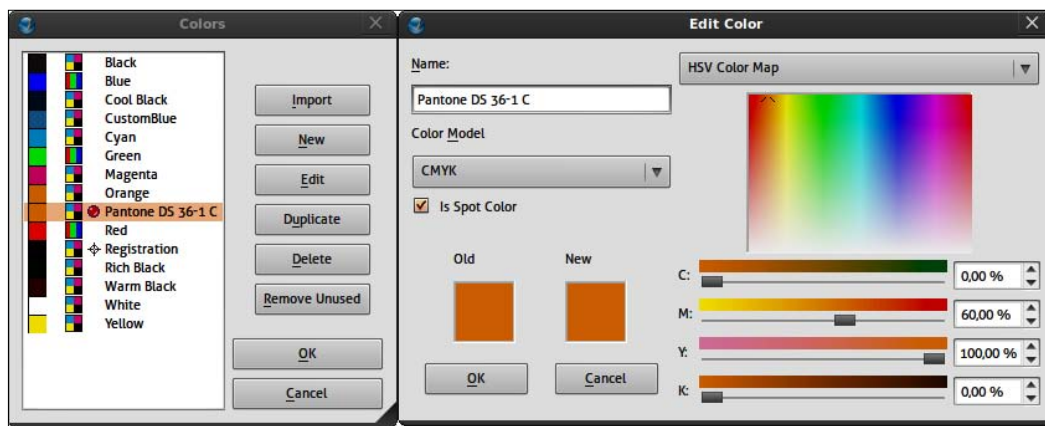 Colors
Black
Blue
Cool Black
CustomBlue
Cyan
Green
Magenta
Orange
Pantone DS 36-1 C
Red
Registration
Rich Black
Warm Black
White
Yellow
Import
New
Edit
Duplicate
Delete
Remove Unused
OK
Cancel
Edit Color
Name:
Pantone DS 36-1 C
Color Model
CMYK
Is Spot Color
Old New
OK Cancel
HSV Color Map
C: 0,00 %
M: 60,00 %
Y: 100,00 %
K: 0,00 %